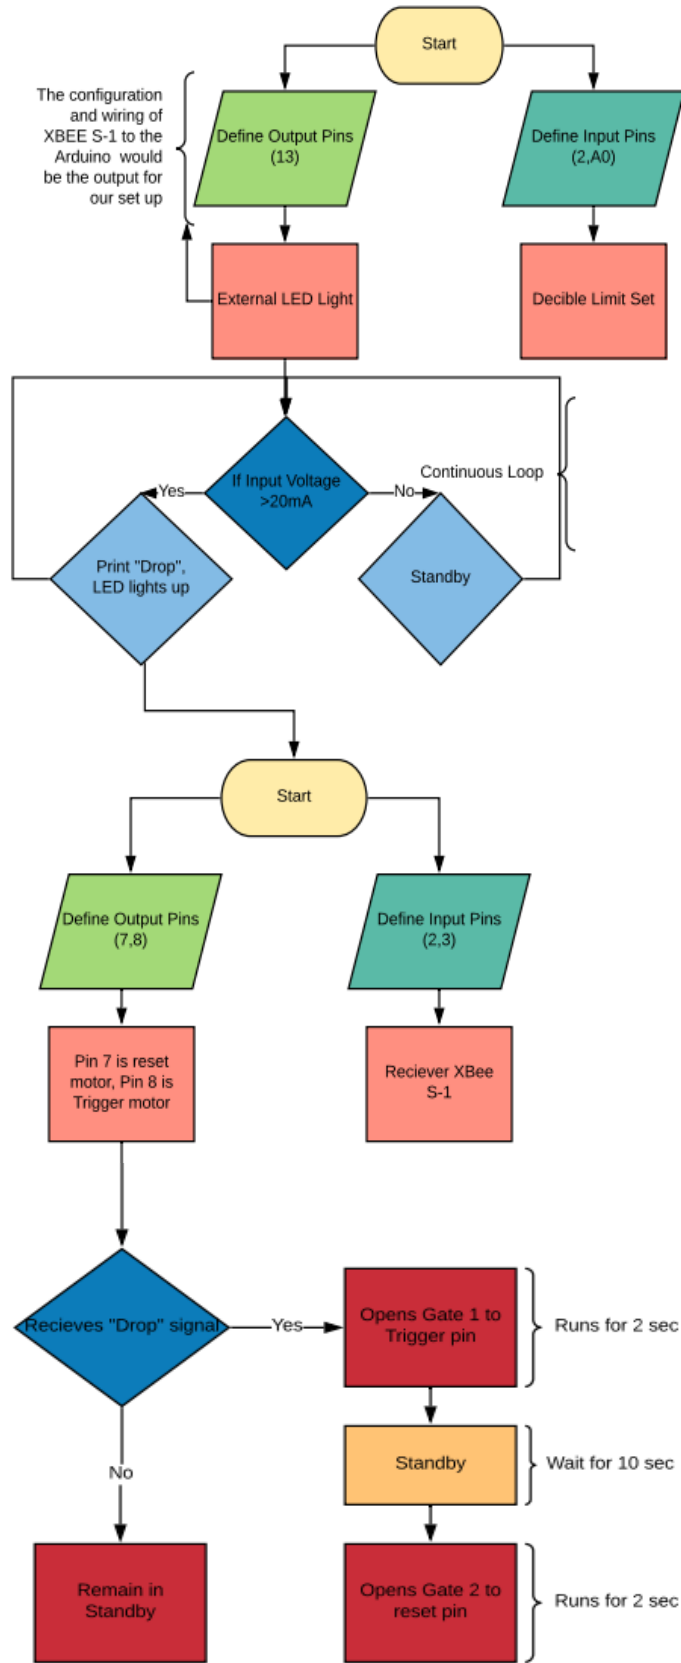 Start
The configuration
and wiring of
XBEE S-1 to the
Arduino would
be the output for
our set up
Define Output Pins
(13)
Define Input Pins
(2,A0)
External LED Light
Decible Limit Set
If Input Voltage
>20mA
Yes
No
Continuous Loop
Print "Drop",
LED lights up
Standby
Start
Define Output Pins
(7,8)
Define Input Pins
(2,3)
Pin 7 is reset
motor, Pin 8 is
Trigger motor
Reciever XBee
S-1
Recieves "Drop" signal
Yes
Opens Gate 1 to
Trigger pin
Runs for 2 sec
Standby
Wait for 10 sec
No
Remain in
Standby
Opens Gate 2 to
reset pin
Runs for 2 sec